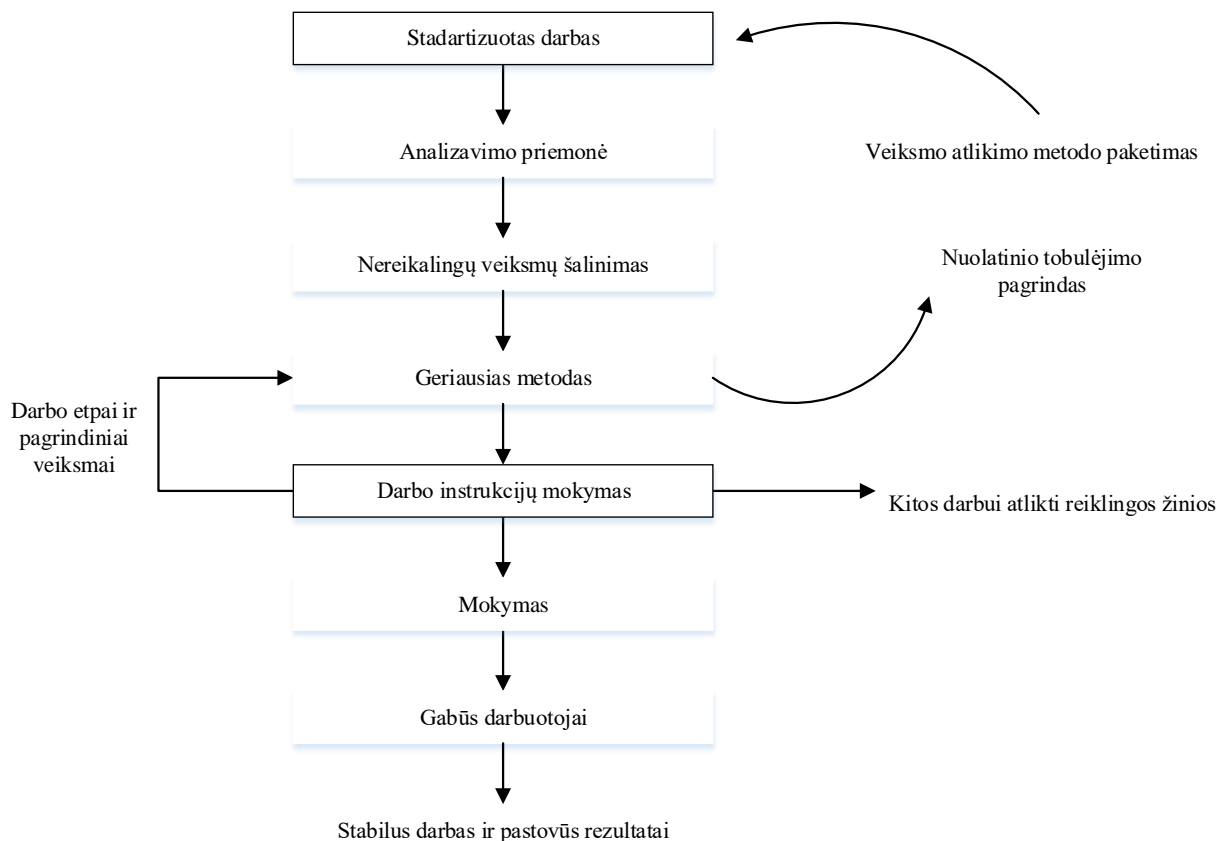 Stadartizuotas darbas
Analizavimo priemonė
Veiksmo atlikimo metodo paketimas
Nereikalingų veiksmų šalinimas
Nuolatinio tobulėjimo
pagrindas
Geriausias metodas
Darbo etpai ir
pagrindiniai
veiksmai
Darbo instrukcijų mokymas
Kitos darbui atlikti reiklingos žinios
Mokymas
Gabūs darbuotojai
Stabilus darbas ir pastovūs rezultatai